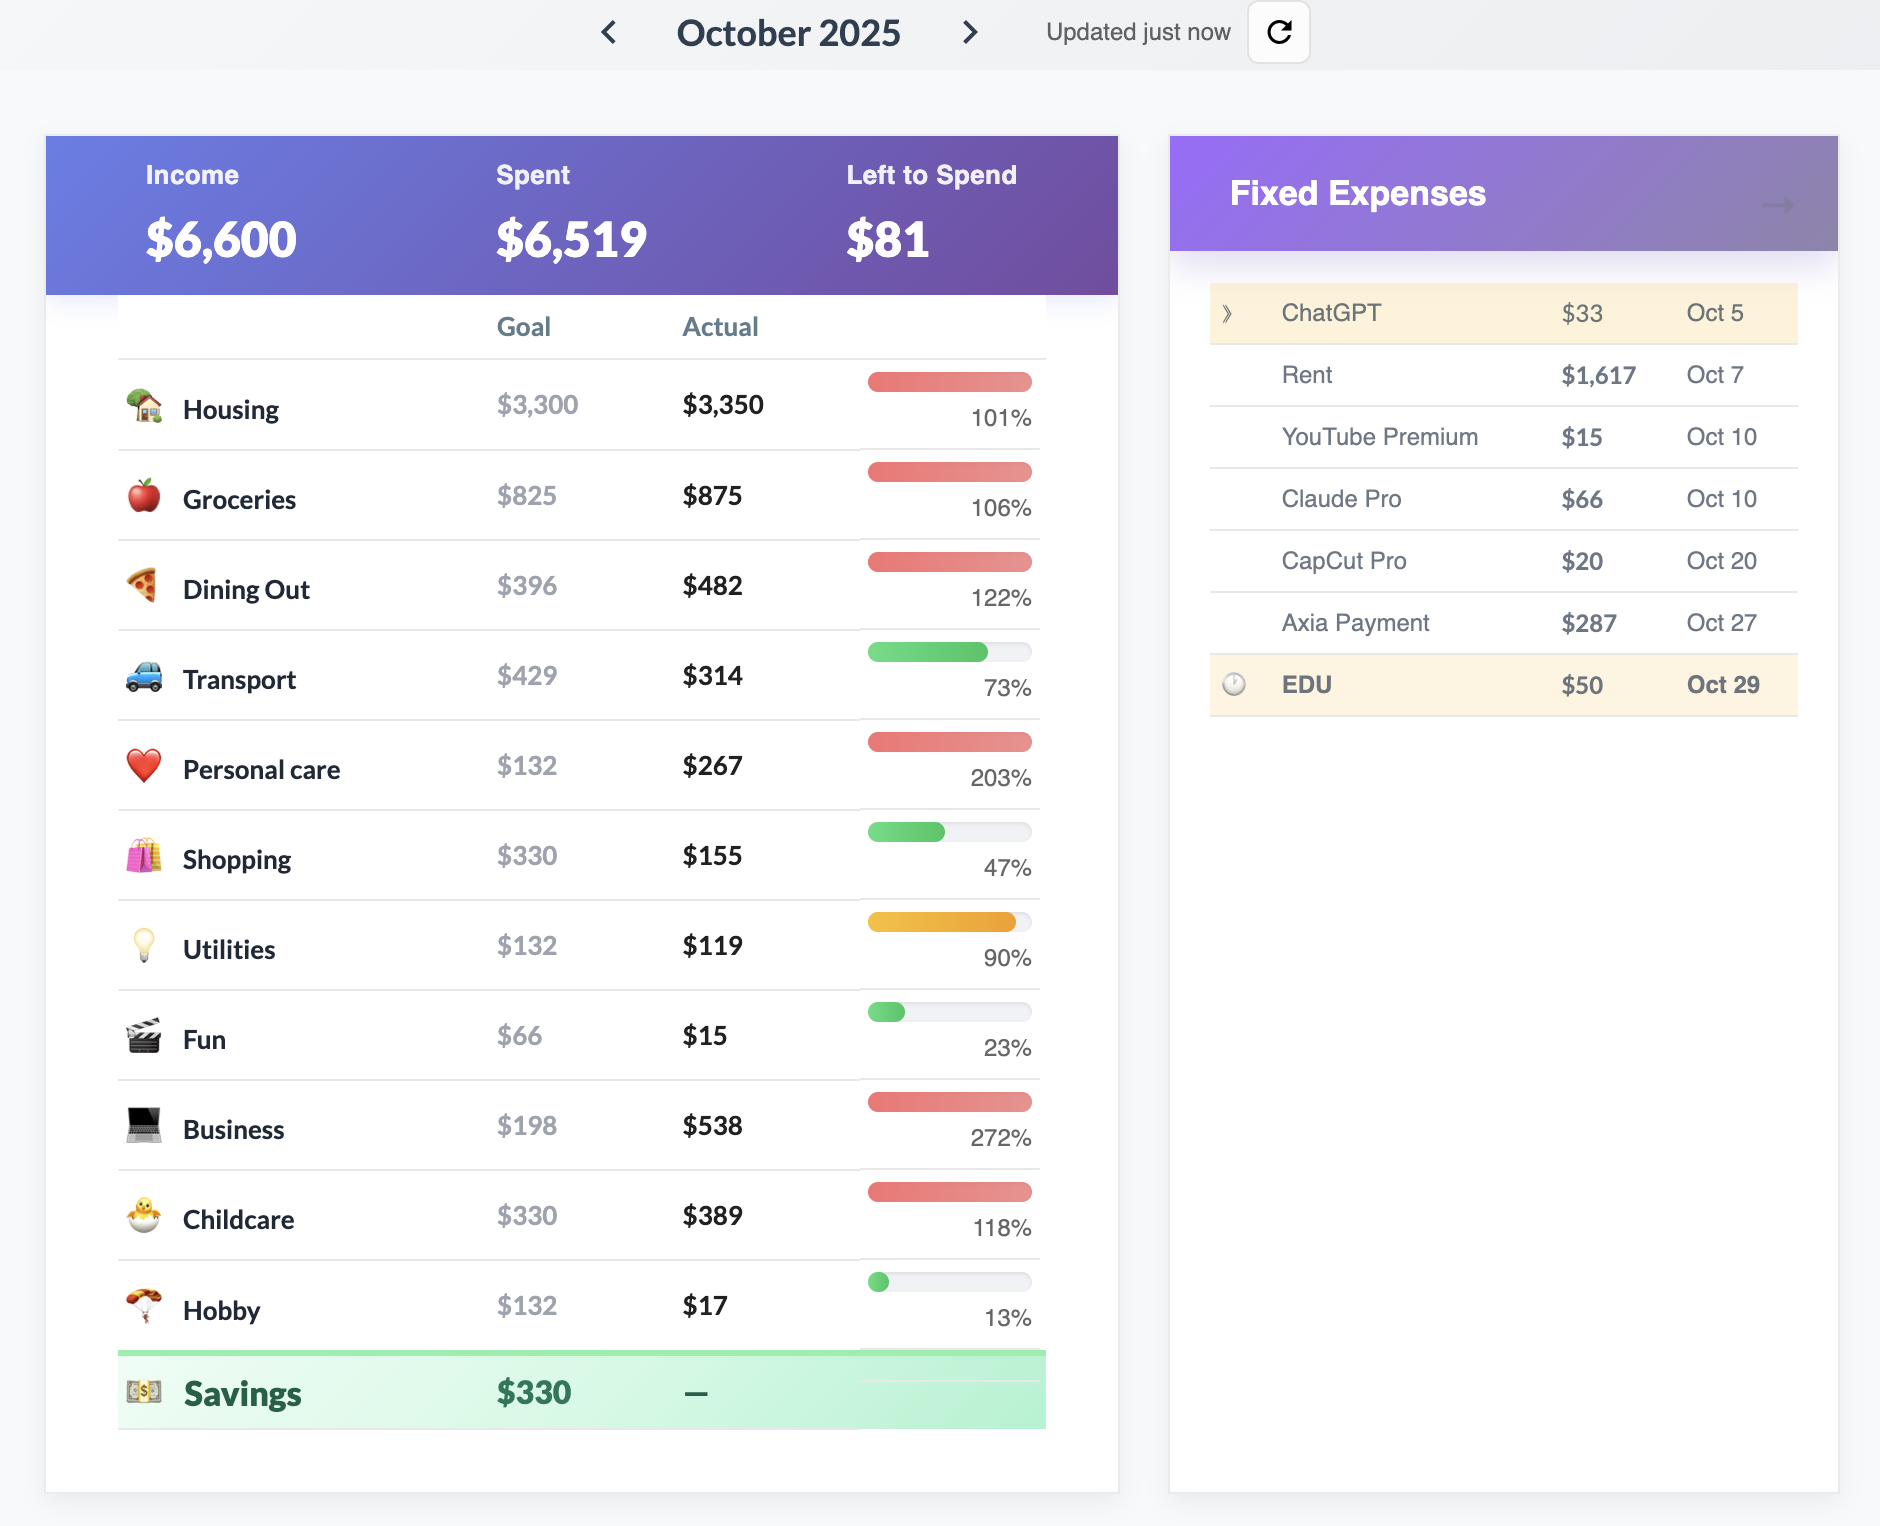 October 2025
Updated just now
Income Spent Left to Spend
$6,600 $6,519 $81
Goal Actual
Housing $3,300 $3,350 101%
Groceries $825 $875 106%
Dining Out $396 $482 122%
Transport $429 $314 73%
Personal care $132 $267 203%
Shopping $330 $155 47%
Utilities $132 $119 90%
Fun $66 $15 23%
Business $198 $538 272%
Childcare $330 $389 118%
Hobby $132 $17 13%
Savings $330 —
Fixed Expenses →
》 ChatGPT $33 Oct 5
Rent $1,617 Oct 7
YouTube Premium $15 Oct 10
Claude Pro $66 Oct 10
CapCut Pro $20 Oct 20
Axia Payment $287 Oct 27
EDU $50 Oct 29